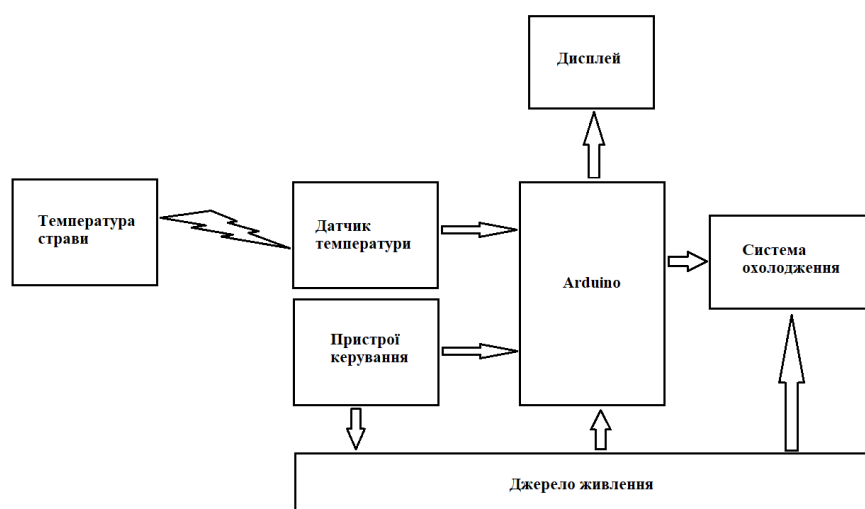 Дисплей
Температура
страви
Датчик
температури
Arduino
Система
охолодження
Пристрої
керування
Джерело живлення